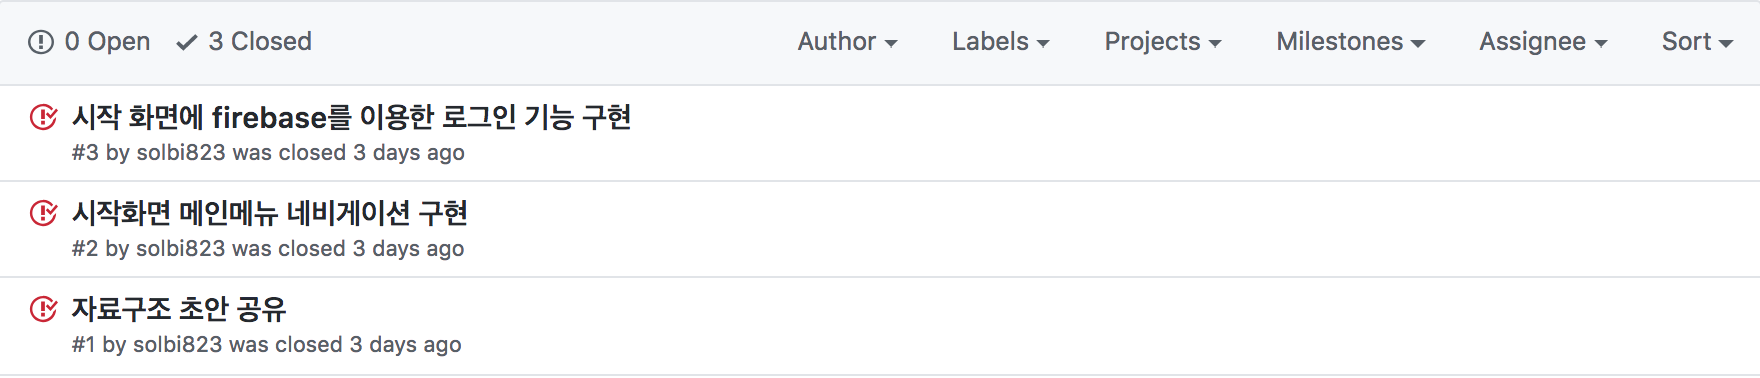 0 Open 3 Closed Author Labels Projects Milestones Assignee Sort
시작 화면에 firebase를 이용한 로그인 기능 구현
#3 by solbi823 was closed 3 days ago
시작화면 메인메뉴 네비게이션 구현
#2 by solbi823 was closed 3 days ago
자료구조 초안 공유
#1 by solbi823 was closed 3 days ago